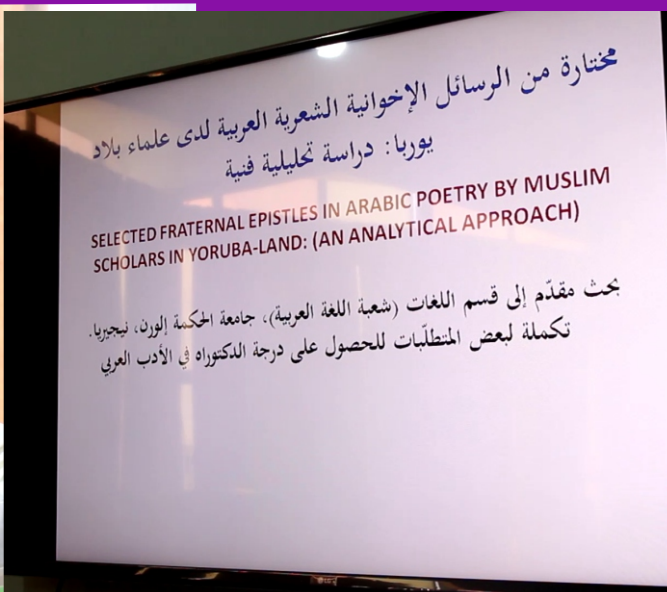 مختارة من الرسائل الإخوانية الشعرية العربية لدى علماء بلاد
يوربا: دراسة تحليلية فنية
SELECTED FRATERNAL EPISTLES IN ARABIC POETRY BY MUSLIM
SCHOLARS IN YORUBA-LAND: (AN ANALYTICAL APPROACH)
بحث مقدّم إلى قسم اللغات (شعبة اللغة العربية)، جامعة الحكمة إلورن، نيجيريا.
تكملة لبعض المتطلّبات للحصول على درجة الدكتوراه في الأدب العربي